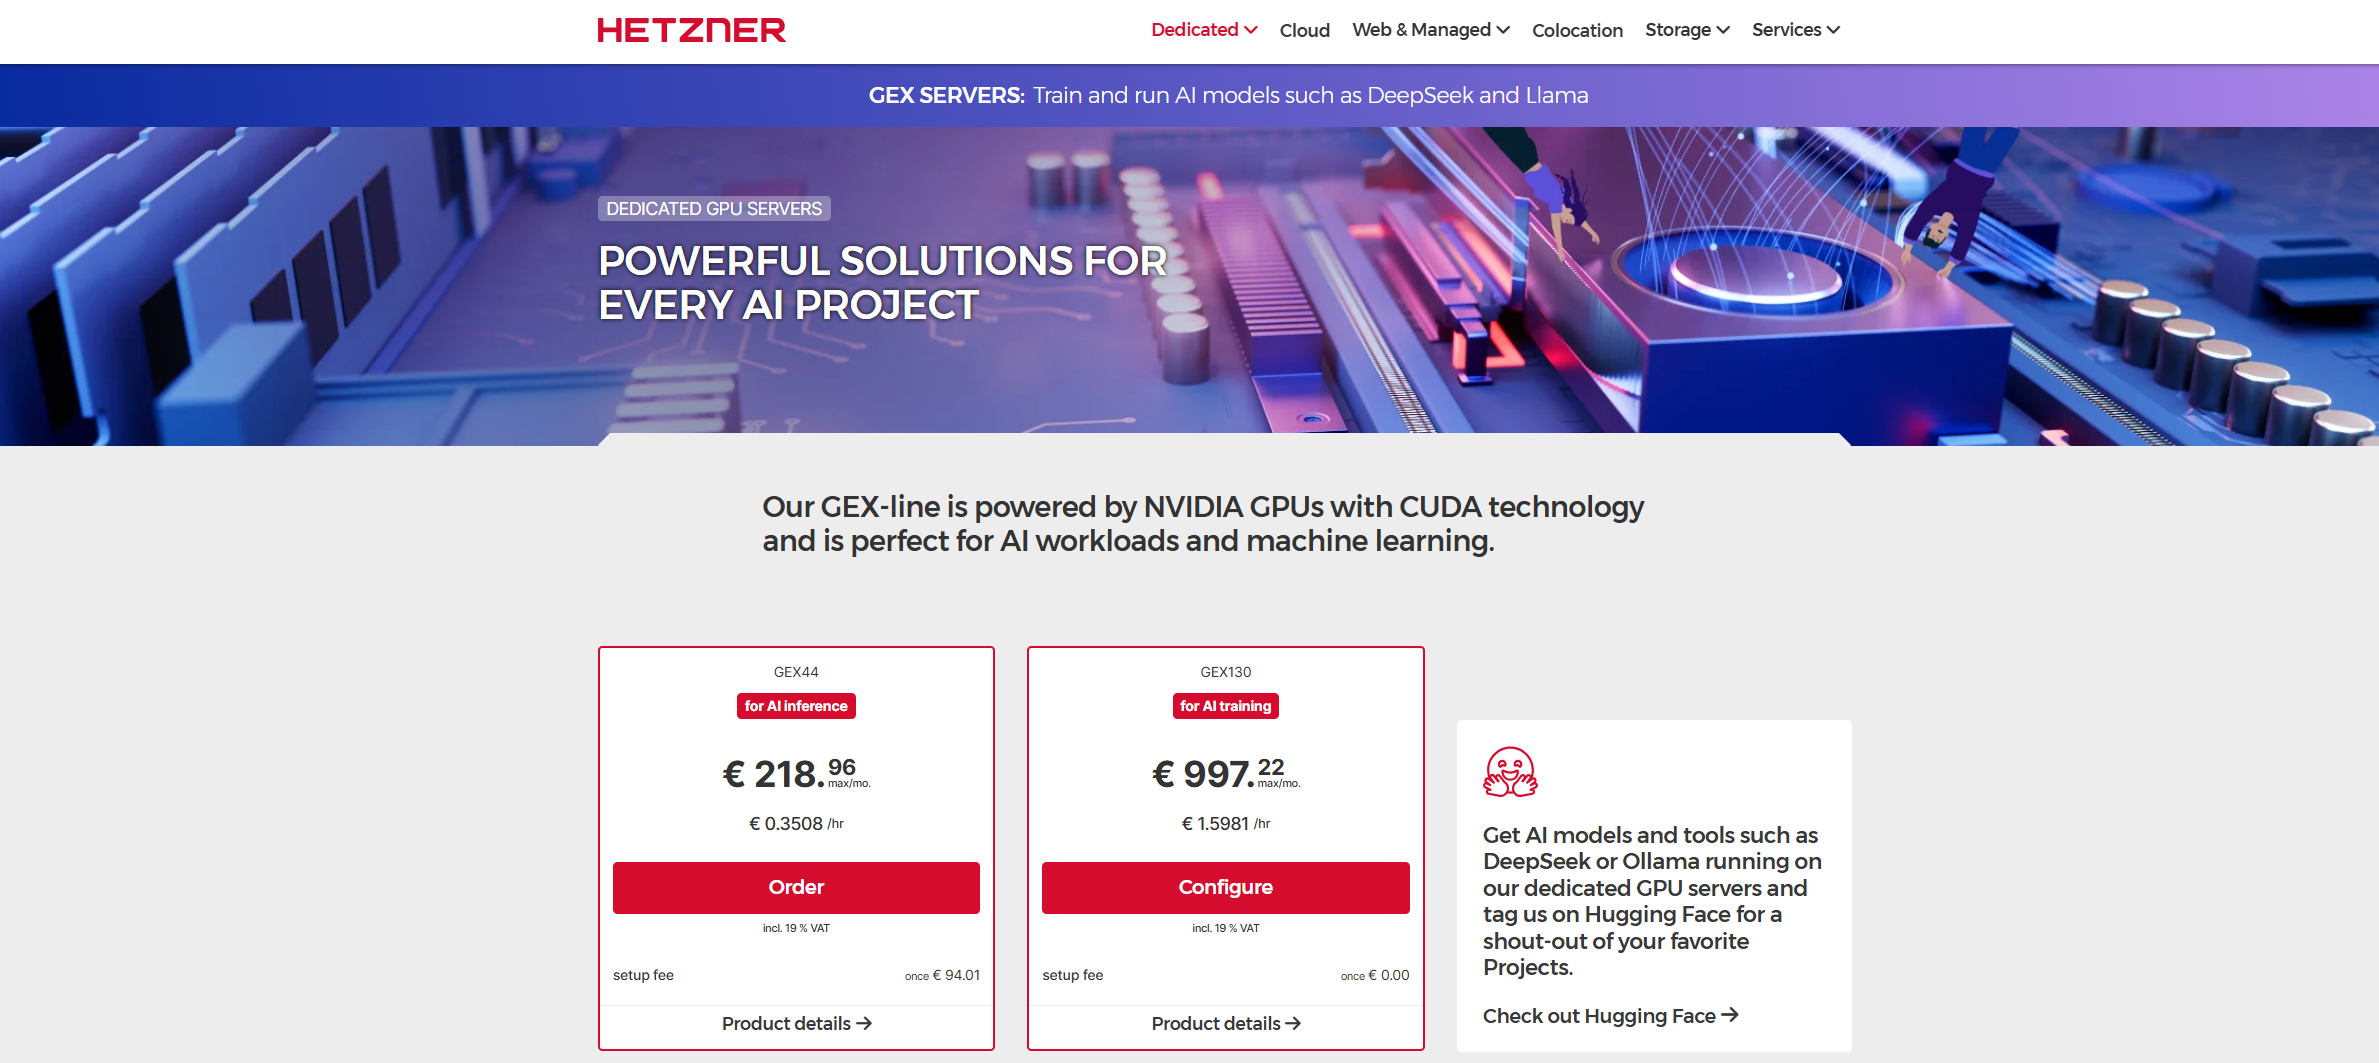 HETZNER
Dedicated Cloud Web & Managed Colocation Storage Services
GEX SERVERS: Train and run AI models such as DeepSeek and Llama
DEDICATED GPU SERVERS
POWERFUL SOLUTIONS FOR
EVERY AI PROJECT
Our GEX-line is powered by NVIDIA GPUs with CUDA technology
and is perfect for AI workloads and machine learning.
GEX44
for AI inference
€ 218.96 max/mo.
€ 0.3508 /hr
Order
incl. 19 % VAT
setup fee once € 94.01
Product details
GEX130
for AI training
€ 997.22 max/mo.
€ 1.5981 /hr
Configure
incl. 19 % VAT
setup fee once € 0.00
Product details
Get AI models and tools such as
DeepSeek or Ollama running on
our dedicated GPU servers and
tag us on Hugging Face for a
shout-out of your favorite
Projects.
Check out Hugging Face